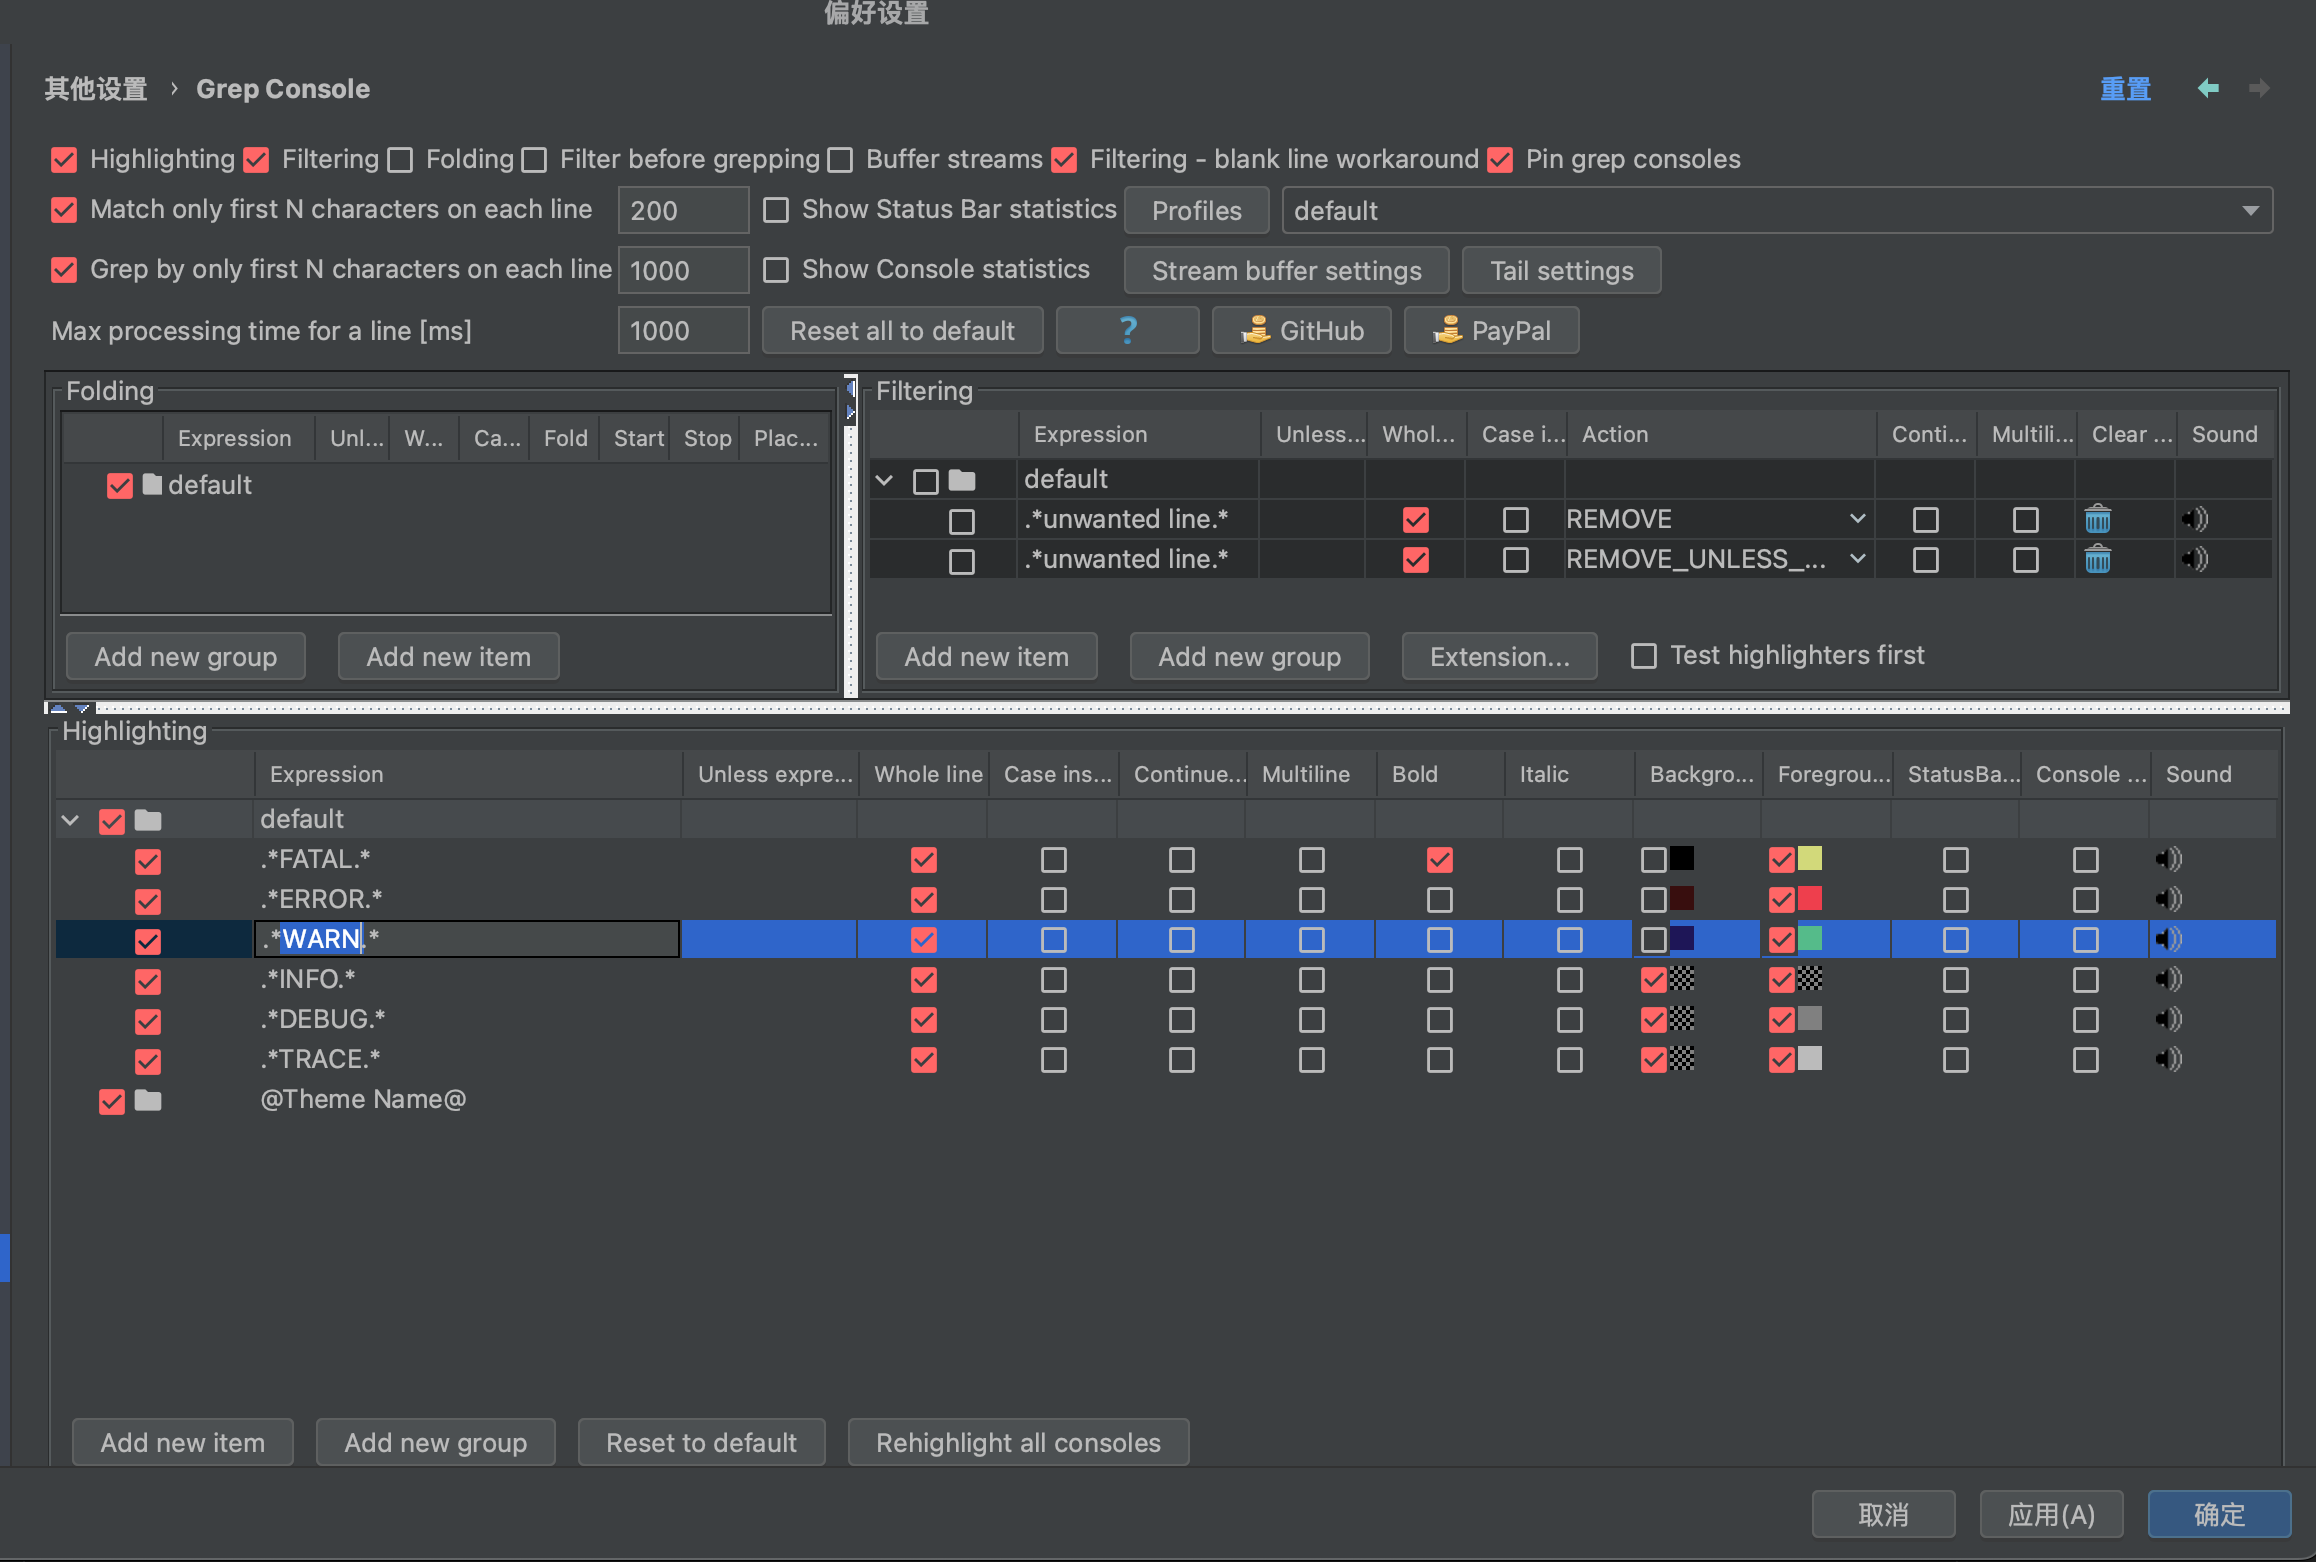 偏好设置
其他设置 › Grep Console 重置
Highlighting Filtering Folding Filter before grepping Buffer streams Filtering - blank line workaround Pin grep consoles
Match only first N characters on each line 200 Show Status Bar statistics Profiles default
Grep by only first N characters on each line 1000 Show Console statistics Stream buffer settings Tail settings
Max processing time for a line [ms] 1000 Reset all to default ? GitHub PayPal
Folding
Expression Unl... W... Ca... Fold Start Stop Plac...
default
Add new group Add new item
Filtering
Expression Unless... Whol... Case i... Action Conti... Multili... Clear ... Sound
default
.*unwanted line.* REMOVE
.*unwanted line.* REMOVE_UNLESS_...
Add new item Add new group Extension... Test highlighters first
Highlighting
Expression Unless expre... Whole line Case ins... Continue... Multiline Bold Italic Backgro... Foregrou... StatusBa... Console ... Sound
default
.*FATAL.*
.*ERROR.*
.*WARN.*
.*INFO.*
.*DEBUG.*
.*TRACE.*
@Theme Name@
Add new item Add new group Reset to default Rehighlight all consoles
取消 应用(A) 确定